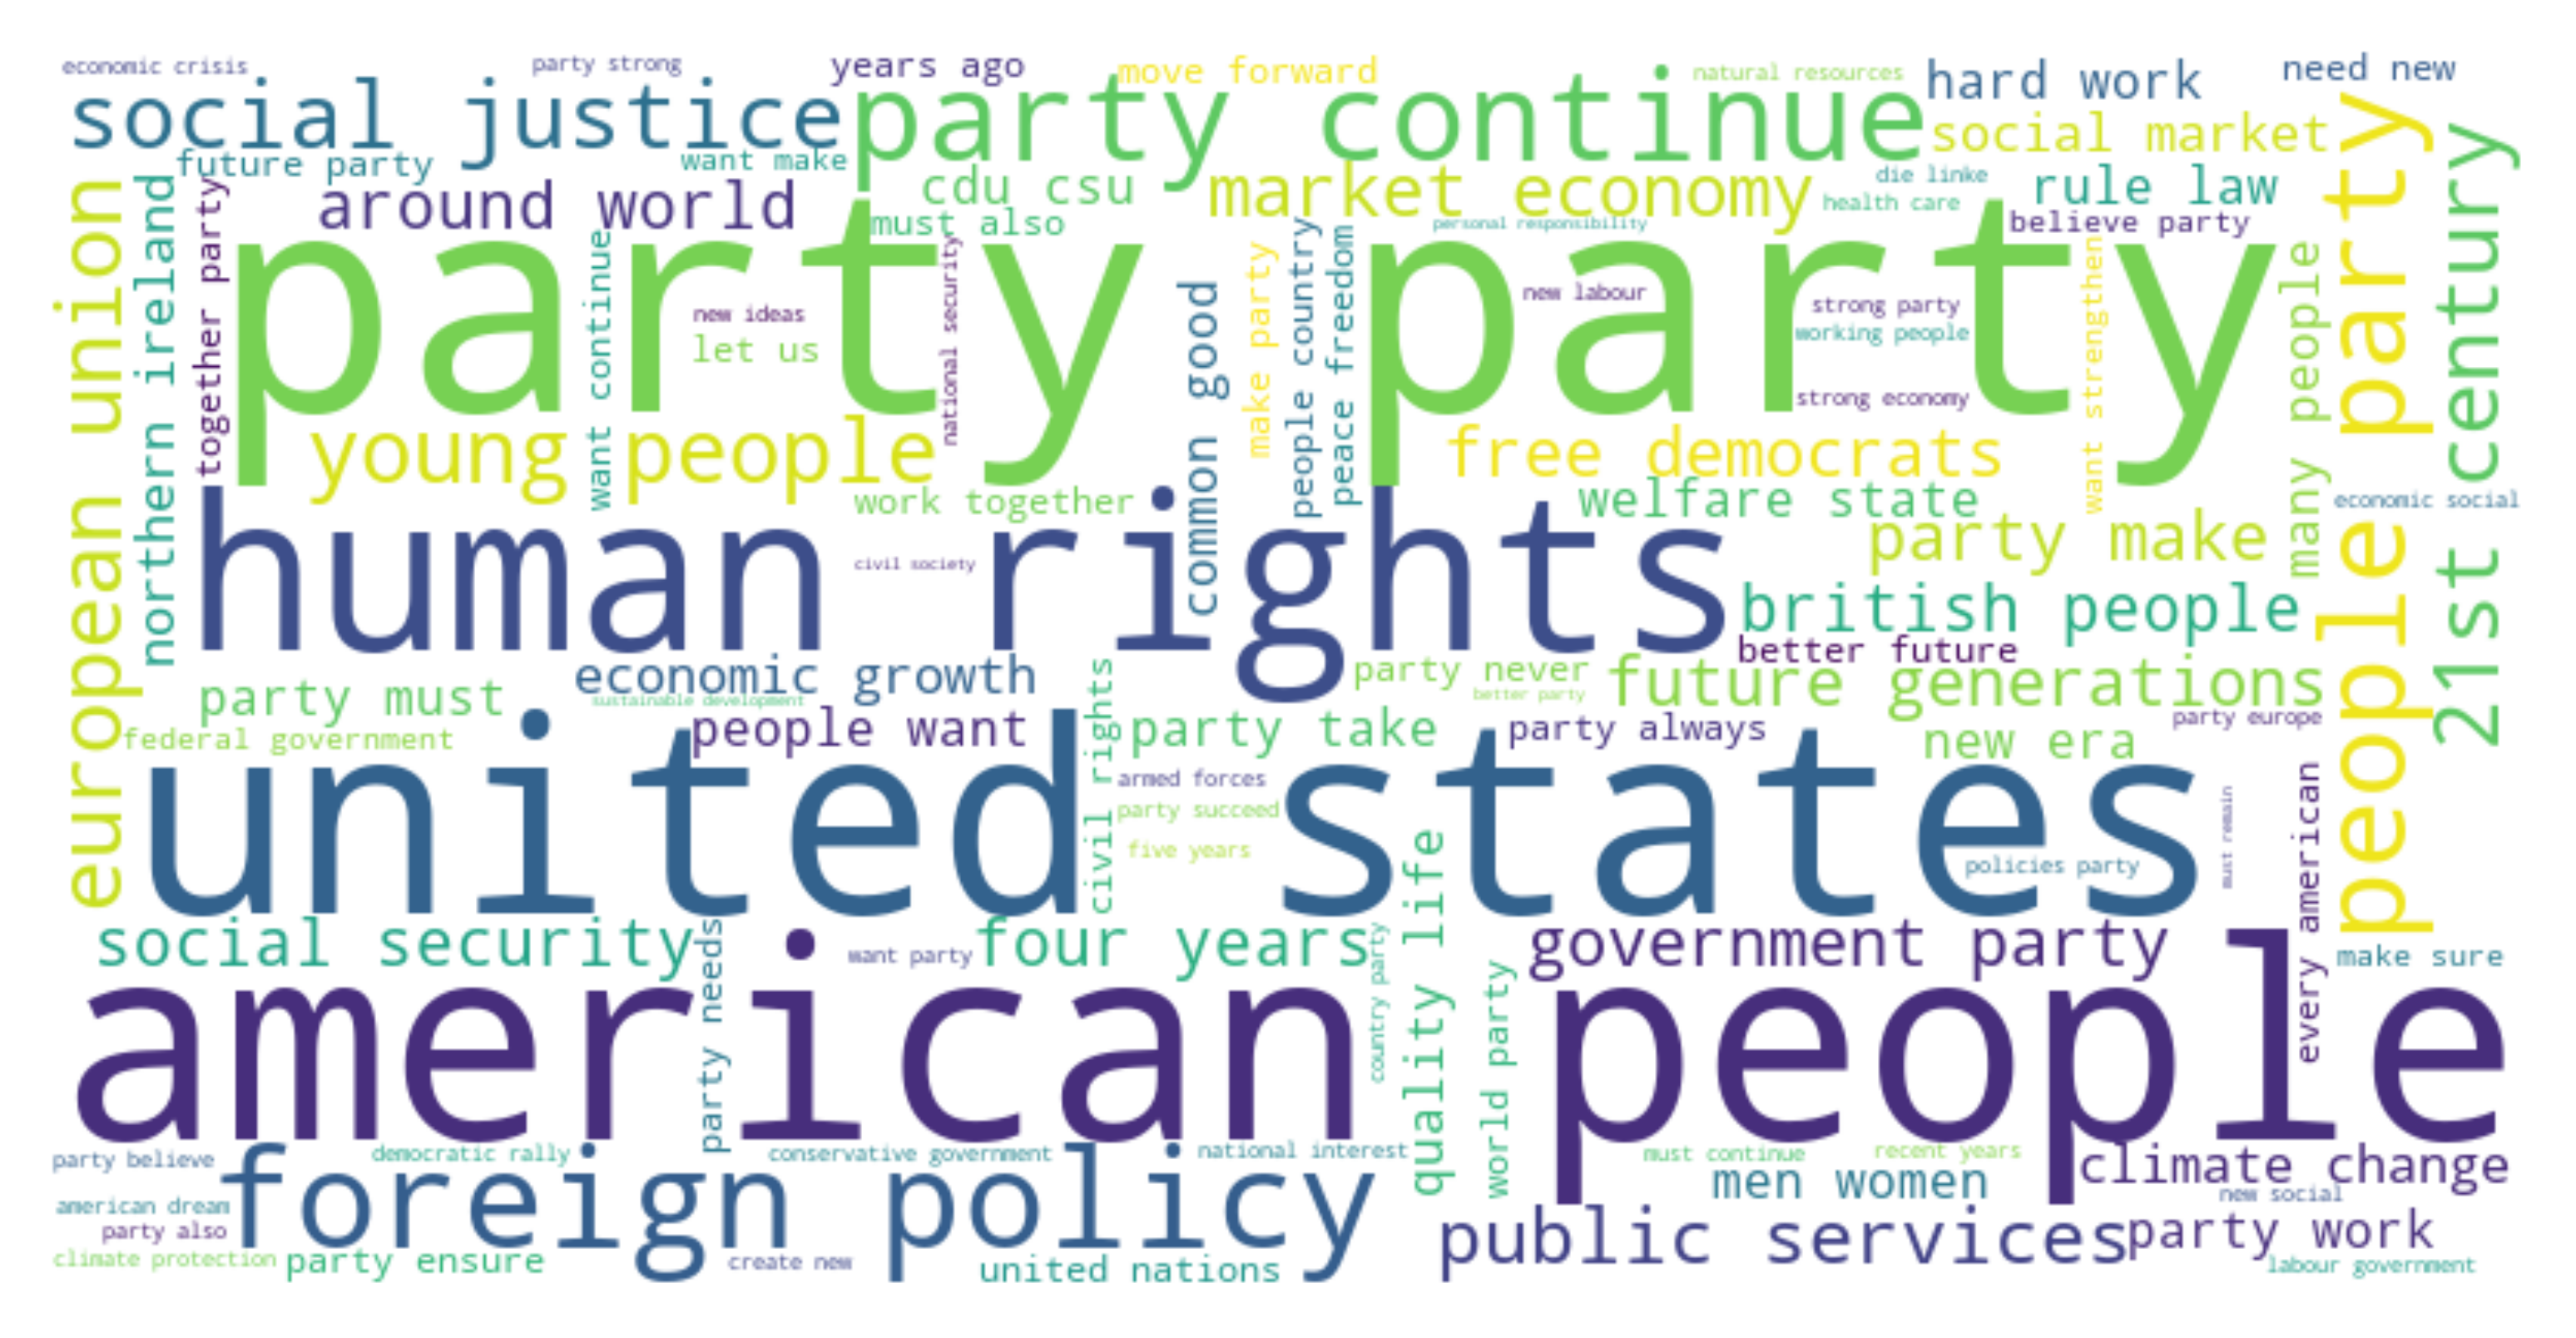 economic crisis
party strong
years ago
move forward
natural resources
hard work
need new
social justice
party continue
social market
future party
want make
cdu csu
market economy
die linke
rule law
around world
must also
health care
personal responsibility
believe party
party party
european union
northern ireland
together party
want continue
new ideas
let us
national security
common good
make party
people country
peace freedom
new labour
strong party
working people
strong economy
want strengthen
many people
people party
21st century
young people
free democrats
work together
welfare state
economic social
human rights
civil society
party make
british people
better future
economic growth
party never
future generations
party must
sustainable development
better party
people want
party take
party always
party europe
federal government
new era
united states
civil rights
armed forces
party succeed
five years
quality life
policies party
must remain
every american
social security
party needs
want party
four years
country party
world party
government party
make sure
american people
party believe
democratic rally
conservative government
national interest
must continue
recent years
climate change
foreign policy
men women
new social
american dream
party also
public services
party work
climate protection
party ensure
create new
united nations
labour government